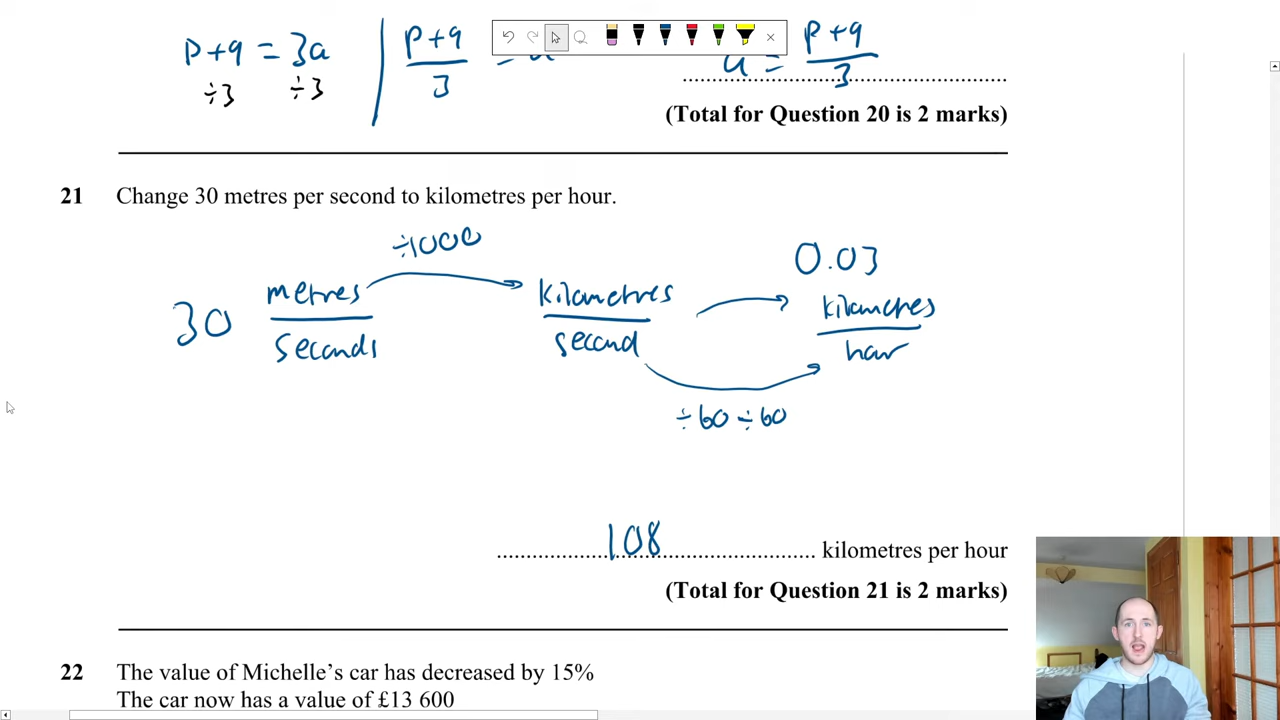 p+9 = 3a | p+9/3 = a
÷3 ÷3
a = p+9/3
(Total for Question 20 is 2 marks)
21 Change 30 metres per second to kilometres per hour.
÷1000
0.03
30 metres/seconds kilometres/second kilometres/hour
÷60 ÷60
108 kilometres per hour
(Total for Question 21 is 2 marks)
22 The value of Michelle's car has decreased by 15%
The car now has a value of £13 600